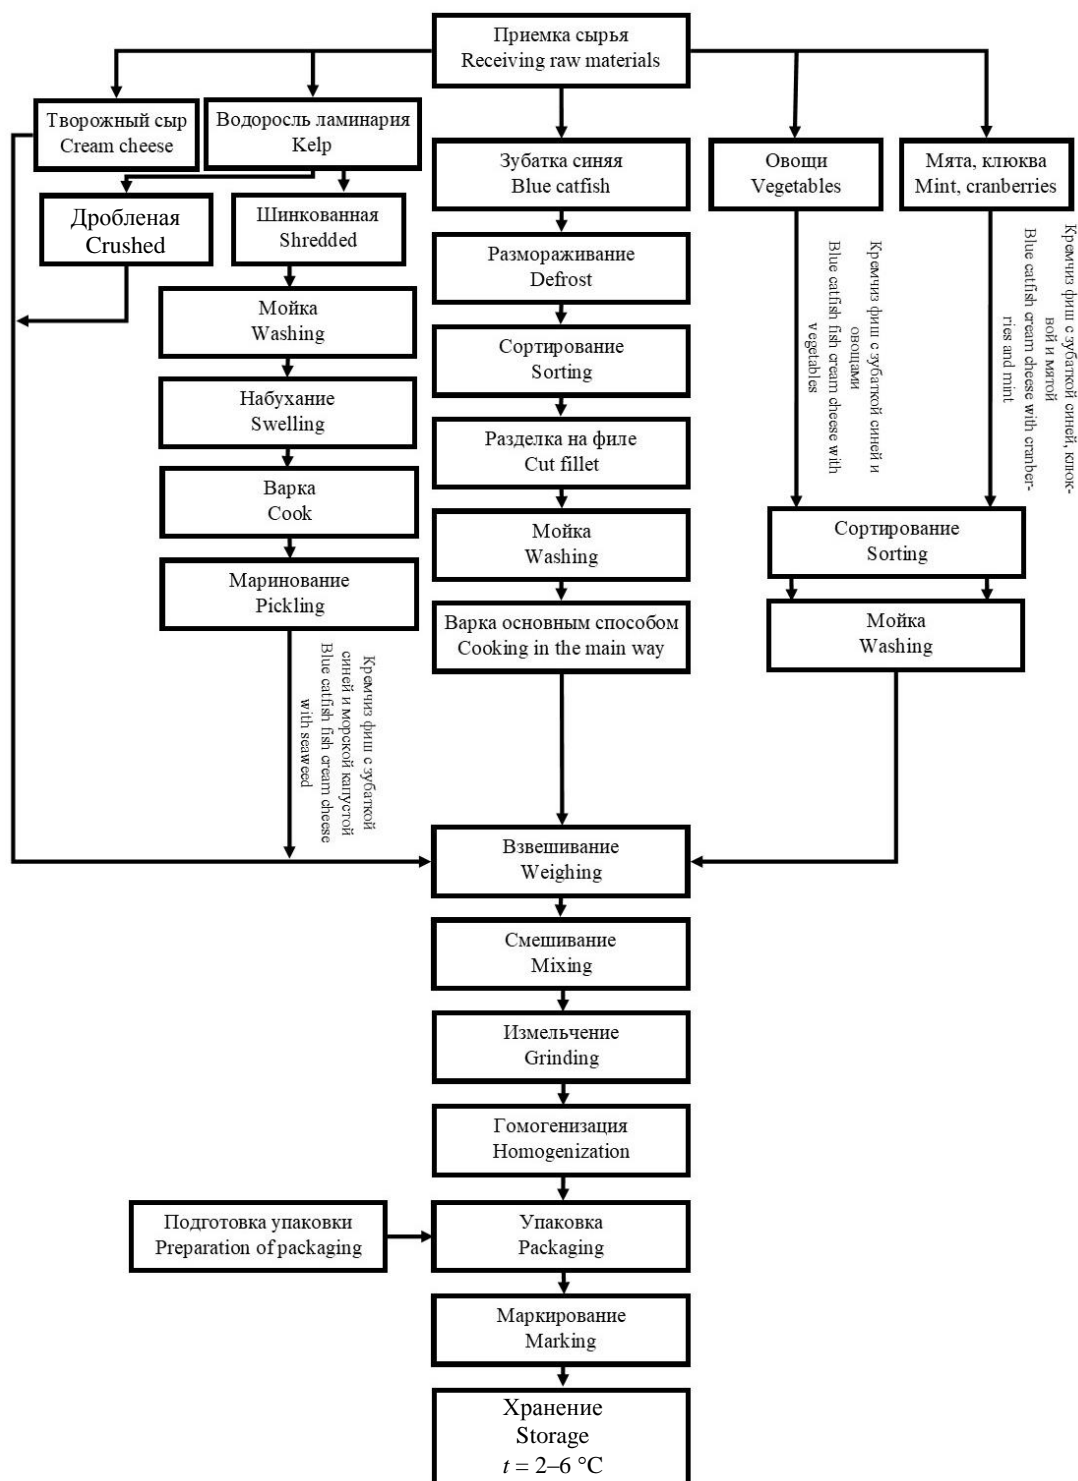 Приемка сырья
Receiving raw materials
Творожный сыр
Cream cheese
Водоросль ламинария
Kelp
Зубатка синяя
Blue catfish
Овощи
Vegetables
Мята, клюква
Mint, cranberries
Дробленая
Crushed
Шинкованная
Shredded
Размораживание
Defrost
Мойка
Washing
Сортирование
Sorting
Набухание
Swelling
Разделка на филе
Cut fillet
Варка
Cook
Мойка
Washing
Маринование
Pickling
Варка основным способом
Cooking in the main way
Кремчиз фиш с зубаткой синей и
овощами
Blue catfish fish cream cheese with
vegetables
Кремчиз фиш с зубаткой синей, клюк-
вой и мятой
Blue catfish cream cheese with cranber-
ries and mint
Сортирование
Sorting
Мойка
Washing
Кремчиз фиш с зубаткой
синей и морской капустой
Blue catfish fish cream cheese
with seaweed
Взвешивание
Weighing
Смешивание
Mixing
Измельчение
Grinding
Гомогенизация
Homogenization
Подготовка упаковки
Preparation of packaging
Упаковка
Packaging
Маркирование
Marking
Хранение
Storage
t = 2–6 °C